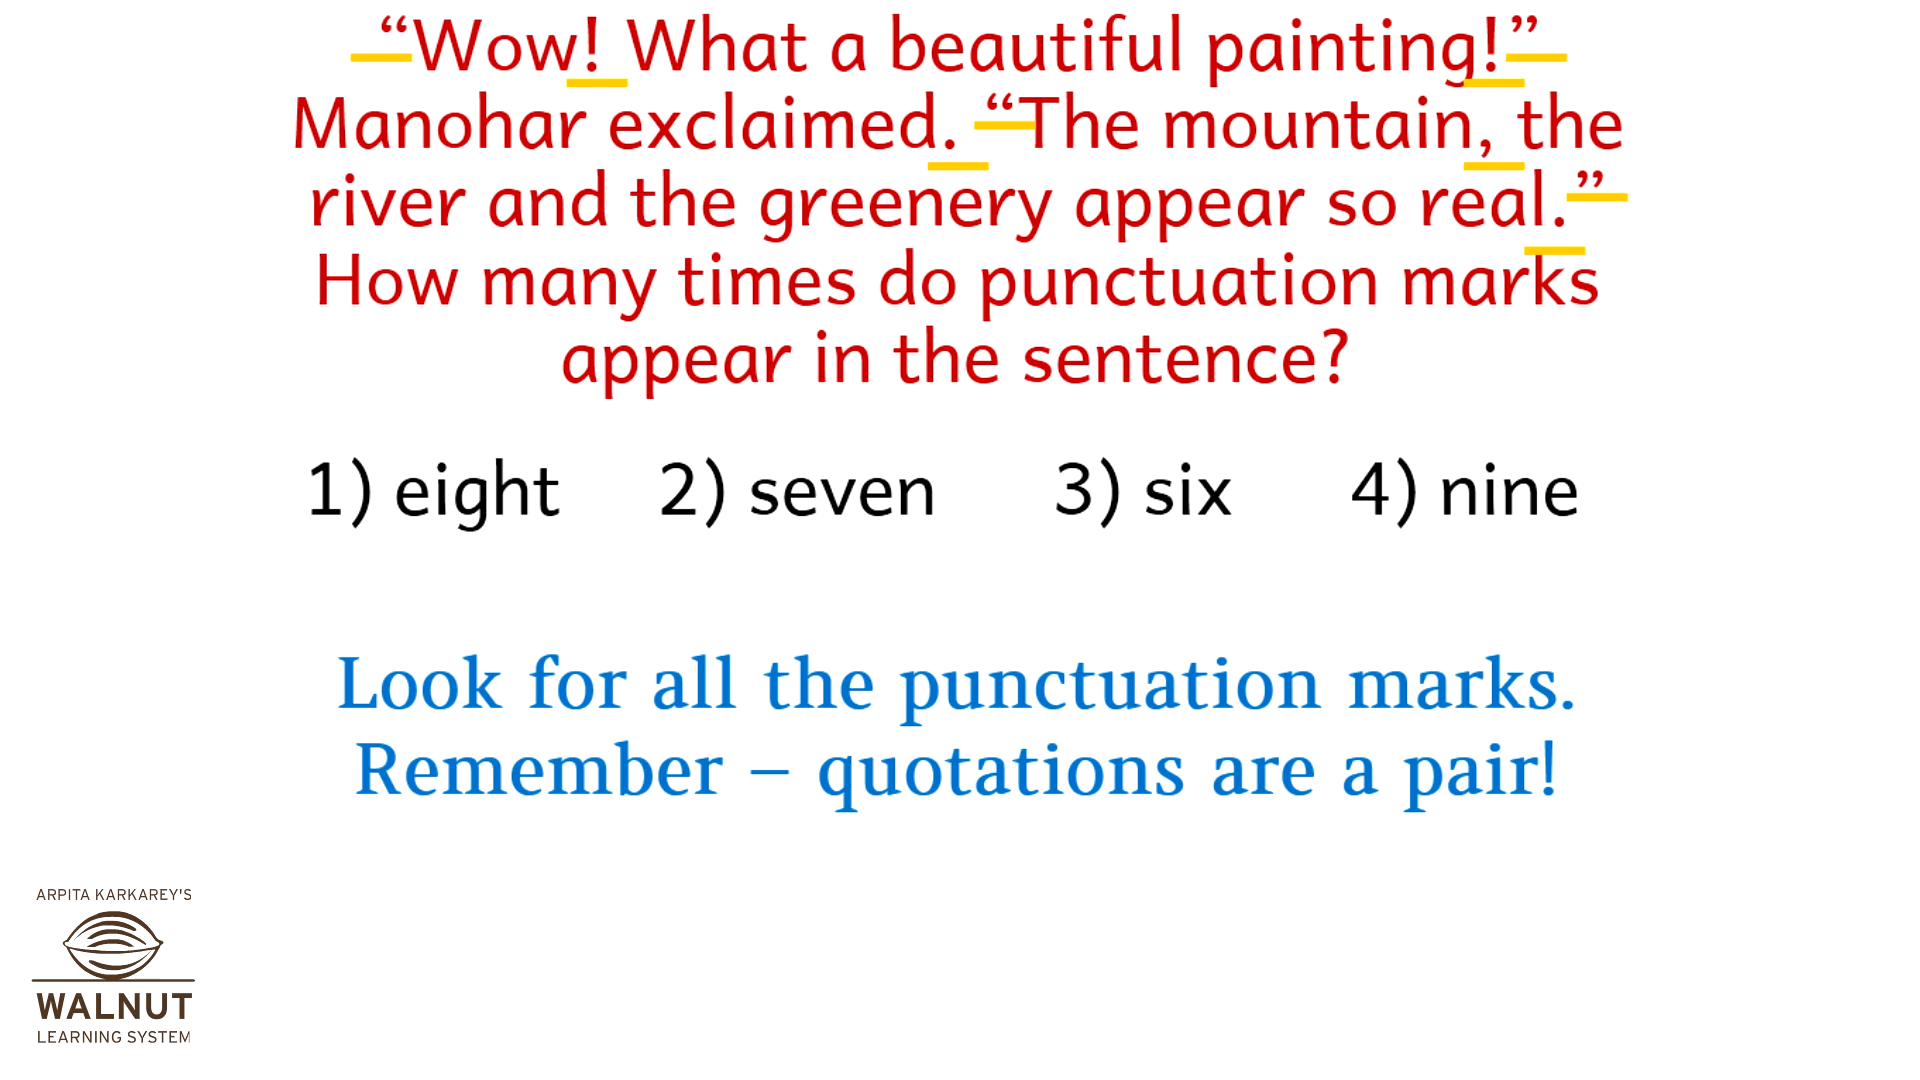 “Wow! What a beautiful painting!”
Manohar exclaimed. “The mountain, the
river and the greenery appear so real.”
How many times do punctuation marks
appear in the sentence?
1) eight 2) seven 3) six 4) nine
Look for all the punctuation marks.
Remember – quotations are a pair!
ARPITA KARKAREY'S
WALNUT
LEARNING SYSTEM